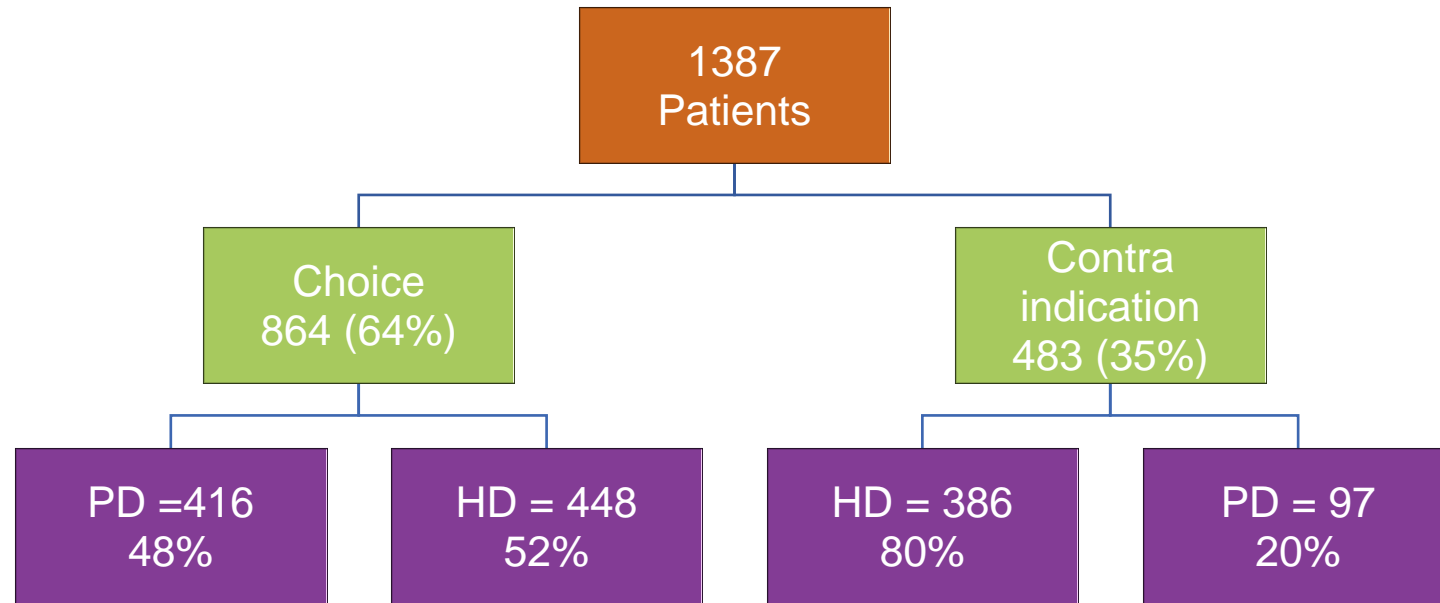 1387
Patients
Choice
864 (64%)
Contra
indication
483 (35%)
PD =416
48%
HD = 448
52%
HD = 386
80%
PD = 97
20%